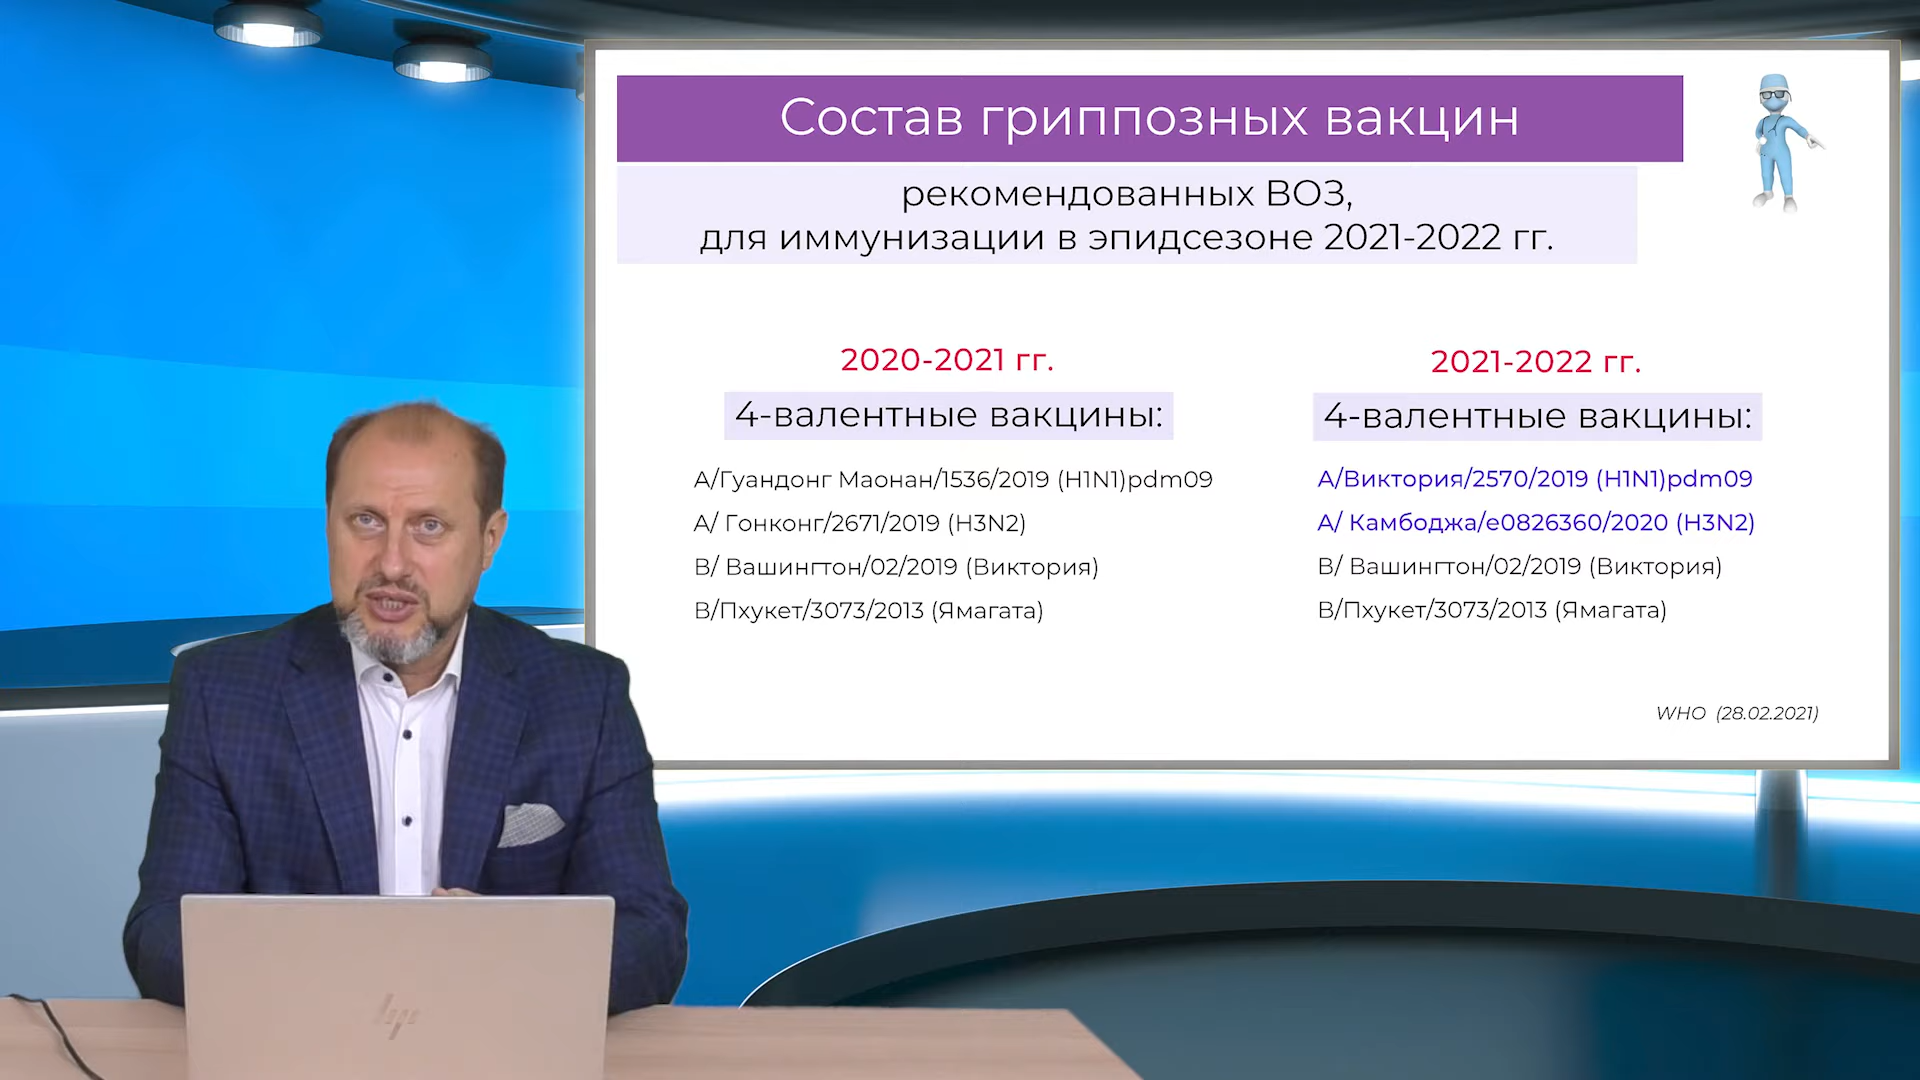 Состав гриппозных вакцин
рекомендованных ВОЗ,
для иммунизации в эпидсезоне 2021-2022 гг.
2020-2021 гг.
4-валентные вакцины:
А/Гуандонг Маонан/1536/2019 (H1N1)pdm09
А/ Гонконг/2671/2019 (H3N2)
В/ Вашингтон/02/2019 (Виктория)
В/Пхукет/3073/2013 (Ямагата)
2021-2022 гг.
4-валентные вакцины:
А/Виктория/2570/2019 (H1N1)pdm09
А/ Камбоджа/e0826360/2020 (H3N2)
В/ Вашингтон/02/2019 (Виктория)
В/Пхукет/3073/2013 (Ямагата)
WHO (28.02.2021)
hp